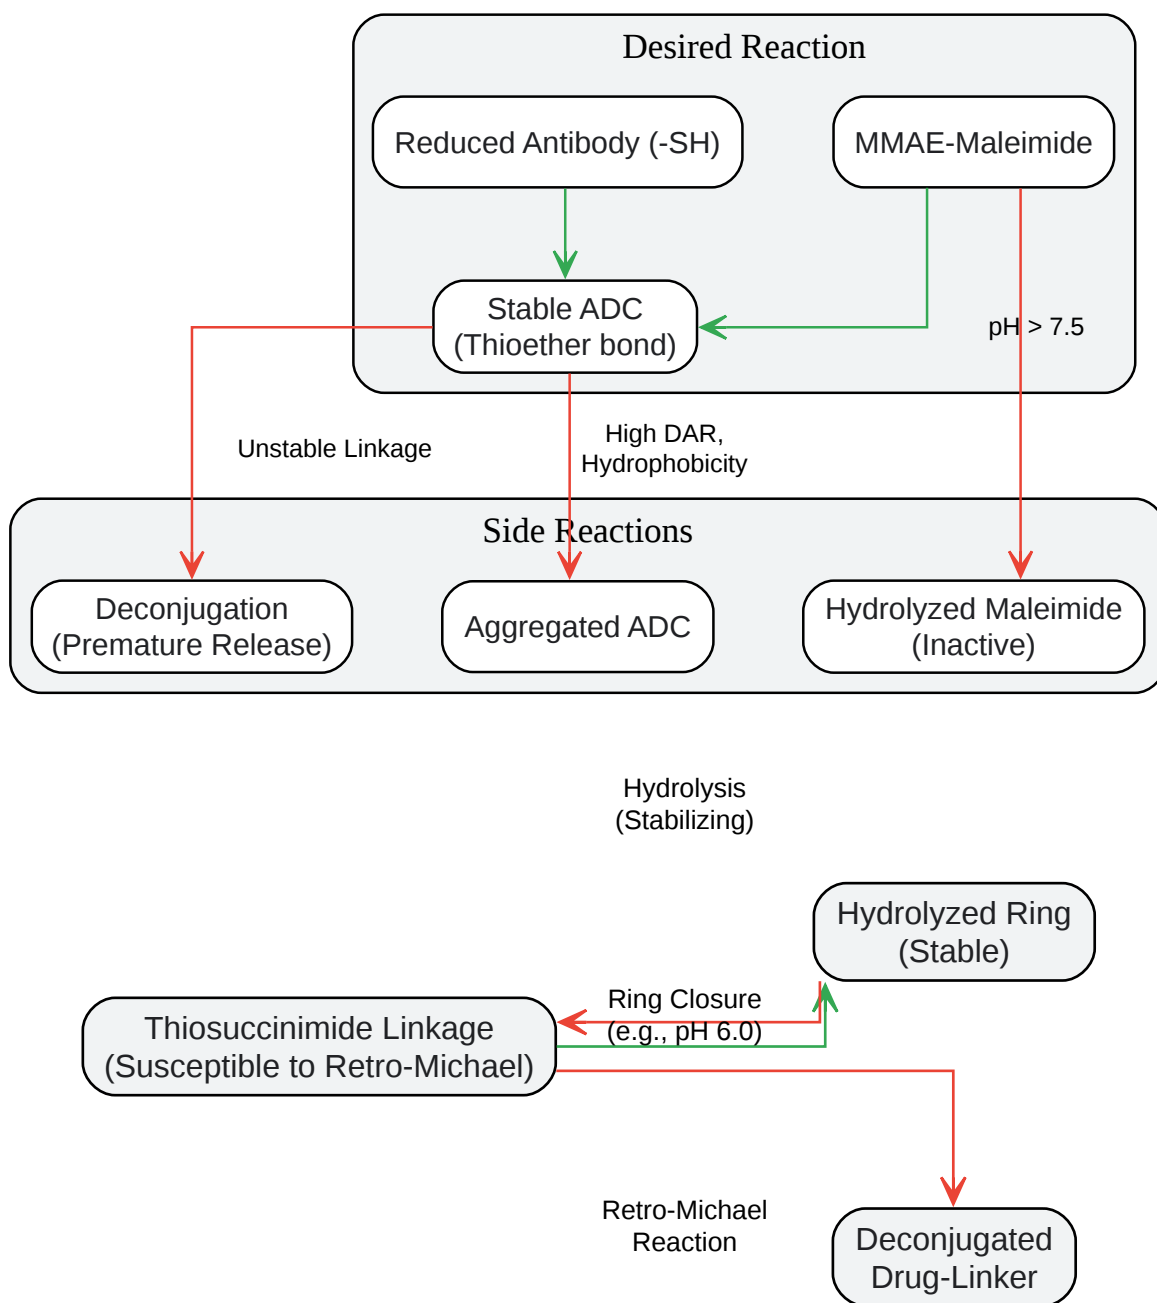 Desired Reaction
Reduced Antibody (-SH)
MMAE-Maleimide
Stable ADC
(Thioether bond)
pH > 7.5
Unstable Linkage
High DAR,
Hydrophobicity
Side Reactions
Deconjugation
(Premature Release)
Aggregated ADC
Hydrolyzed Maleimide
(Inactive)
Hydrolysis
(Stabilizing)
Hydrolyzed Ring
(Stable)
Ring Closure
(e.g., pH 6.0)
Thiosuccinimide Linkage
(Susceptible to Retro-Michael)
Retro-Michael
Reaction
Deconjugated
Drug-Linker